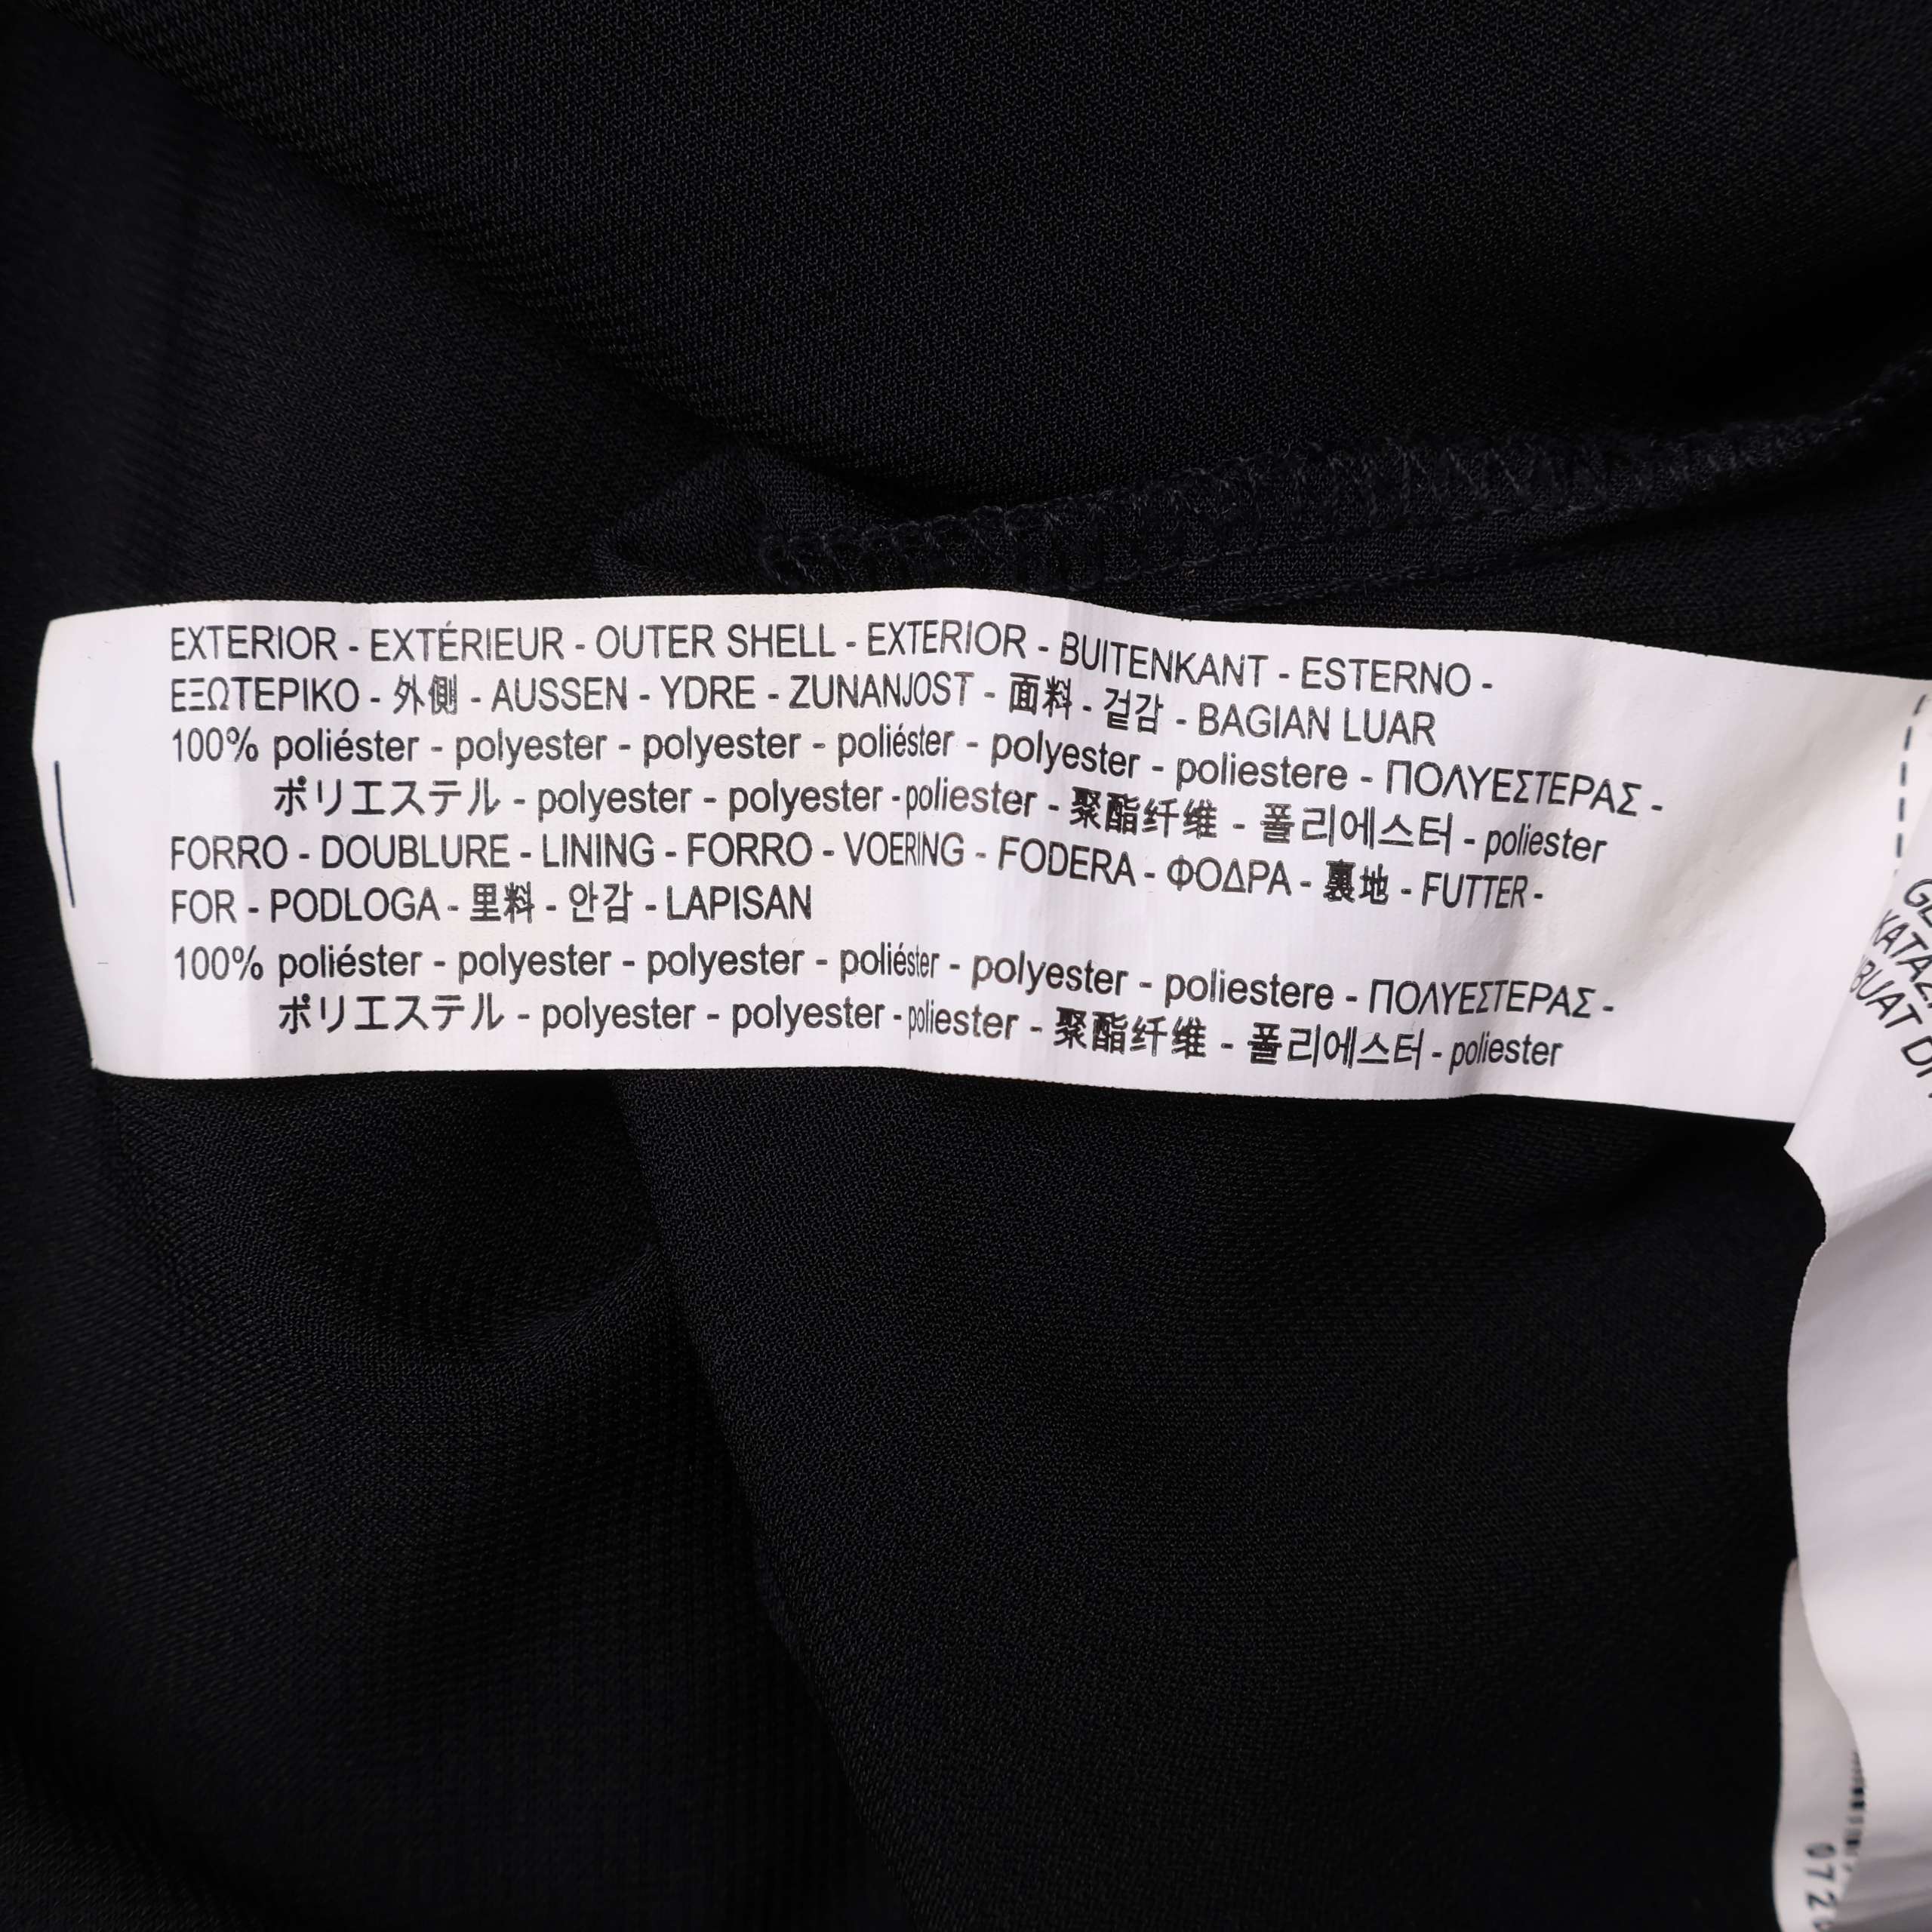 EXTERIOR - EXTÉRIEUR - OUTER SHELL - EXTERIOR - BUITENKANT - ESTERNO -
ΕΞΩΤΕΡΙΚΟ - 外側 - AUSSEN - YDRE - ZUNANJOST - 面料 - 겉감 - BAGIAN LUAR
100% poliéster - polyester - polyester - poliéster - polyester - poliestere - ΠΟΛΥΕΣΤΕΡΑΣ -
ポリエステル - polyester - polyester - poliester - 聚酯纤维 - 폴리에스터 - poliester
FORRO - DOUBLURE - LINING - FORRO - VOERING - FODERA - ΦΟΔΡΑ - 裏地 - FUTTER -
FOR - PODLOGA - 里料 - 안감 - LAPISAN
100% poliéster - polyester - polyester - poliéster - polyester - poliestere - ΠΟΛΥΕΣΤΕΡΑΣ -
ポリエステル - polyester - polyester - poliester - 聚酯纤维 - 폴리에스터 - poliester
BUAT DI
072